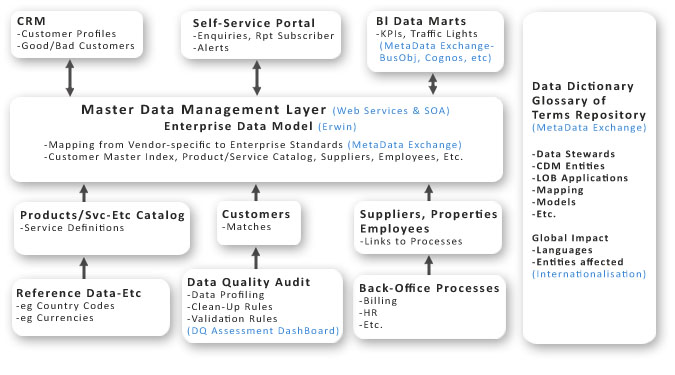 CRM
-Customer Profiles
-Good/Bad Customers
Self-Service Portal
-Enquiries, Rpt Subscriber
-Alerts
BI Data Marts
-KPIs, Traffic Lights
(MetaData Exchange-
BusObj, Cognos, etc)
Master Data Management Layer (Web Services & SOA)
Enterprise Data Model (Erwin)
-Mapping from Vendor-specific to Enterprise Standards (MetaData Exchange)
-Customer Master Index, Product/Service Catalog, Suppliers, Employees, Etc.
Products/Svc-Etc Catalog
-Service Definitions
Customers
-Matches
Suppliers, Properties
Employees
-Links to Processes
Reference Data-Etc
-eg Country Codes
-eg Currencies
Data Quality Audit
-Data Profiling
-Clean-Up Rules
-Validation Rules
(DQ Assessment DashBoard)
Back-Office Processes
-Billing
-HR
-Etc.
Data Dictionary
Glossary of
Terms Repository
(MetaData Exchange)
-Data Stewards
-CDM Entities
-LOB Applications
-Mapping
-Models
-Etc.
Global Impact
-Languages
-Entities affected
(Internationalisation)